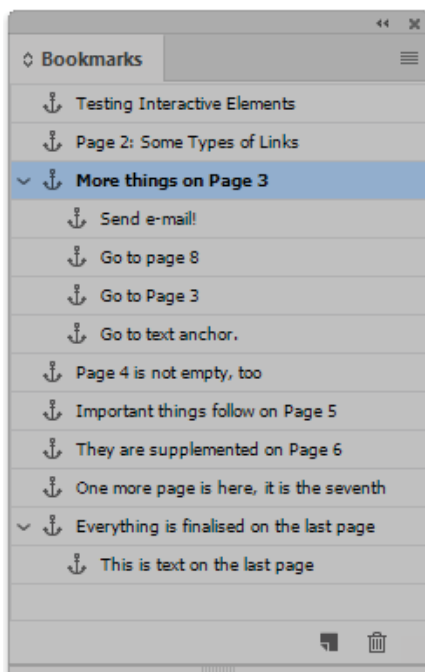 Bookmarks
Testing Interactive Elements
Page 2: Some Types of Links
More things on Page 3
Send e-mail!
Go to page 8
Go to Page 3
Go to text anchor.
Page 4 is not empty, too
Important things follow on Page 5
They are supplemented on Page 6
One more page is here, it is the seventh
Everything is finalised on the last page
This is text on the last page